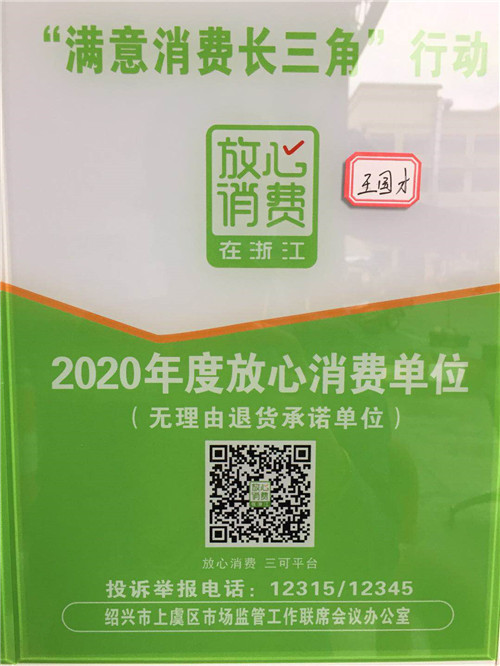 “满意消费长三角”行动
放心
消费
在浙江
王国才
2020年度放心消费单位
(无理由退货承诺单位)
放心
消费
在浙江
放心消费 三可平台
投诉举报电话：12315/12345
绍兴市上虞区市场监管工作联席会议办公室